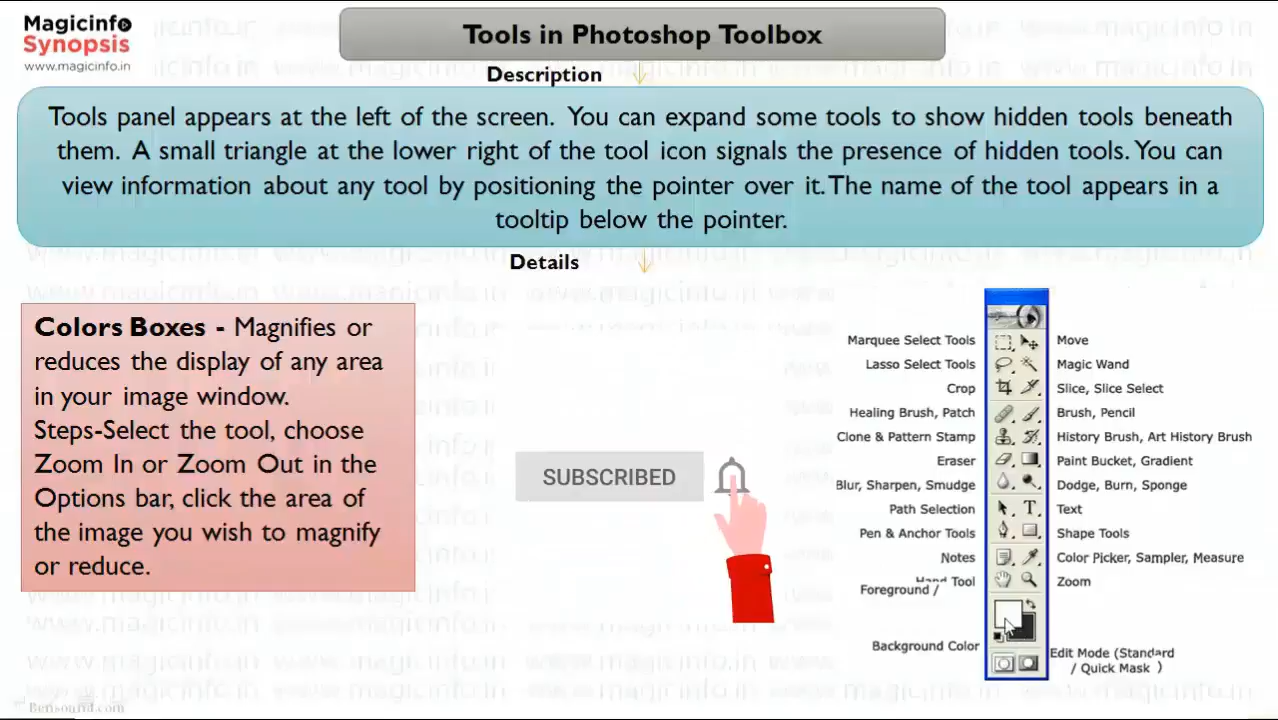 Magicinfo
Synopsis
www.magicinfo.in
Tools in Photoshop Toolbox
Description
Tools panel appears at the left of the screen. You can expand some tools to show hidden tools beneath
them. A small triangle at the lower right of the tool icon signals the presence of hidden tools. You can
view information about any tool by positioning the pointer over it. The name of the tool appears in a
tooltip below the pointer.
Details
Colors Boxes - Magnifies or
reduces the display of any area
in your image window.
Steps-Select the tool, choose
Zoom In or Zoom Out in the
Options bar, click the area of
the image you wish to magnify
or reduce.
SUBSCRIBED
Marquee Select Tools
Move
Lasso Select Tools
Magic Wand
Crop
Slice, Slice Select
Healing Brush, Patch
Brush, Pencil
Clone & Pattern Stamp
History Brush, Art History Brush
Eraser
Paint Bucket, Gradient
Blur, Sharpen, Smudge
Dodge, Burn, Sponge
Path Selection
Text
Pen & Anchor Tools
Shape Tools
Notes
Color Picker, Sampler, Measure
Hand Tool
Zoom
Foreground /
Background Color
Edit Mode (Standard
/ Quick Mask )
Bensound.com